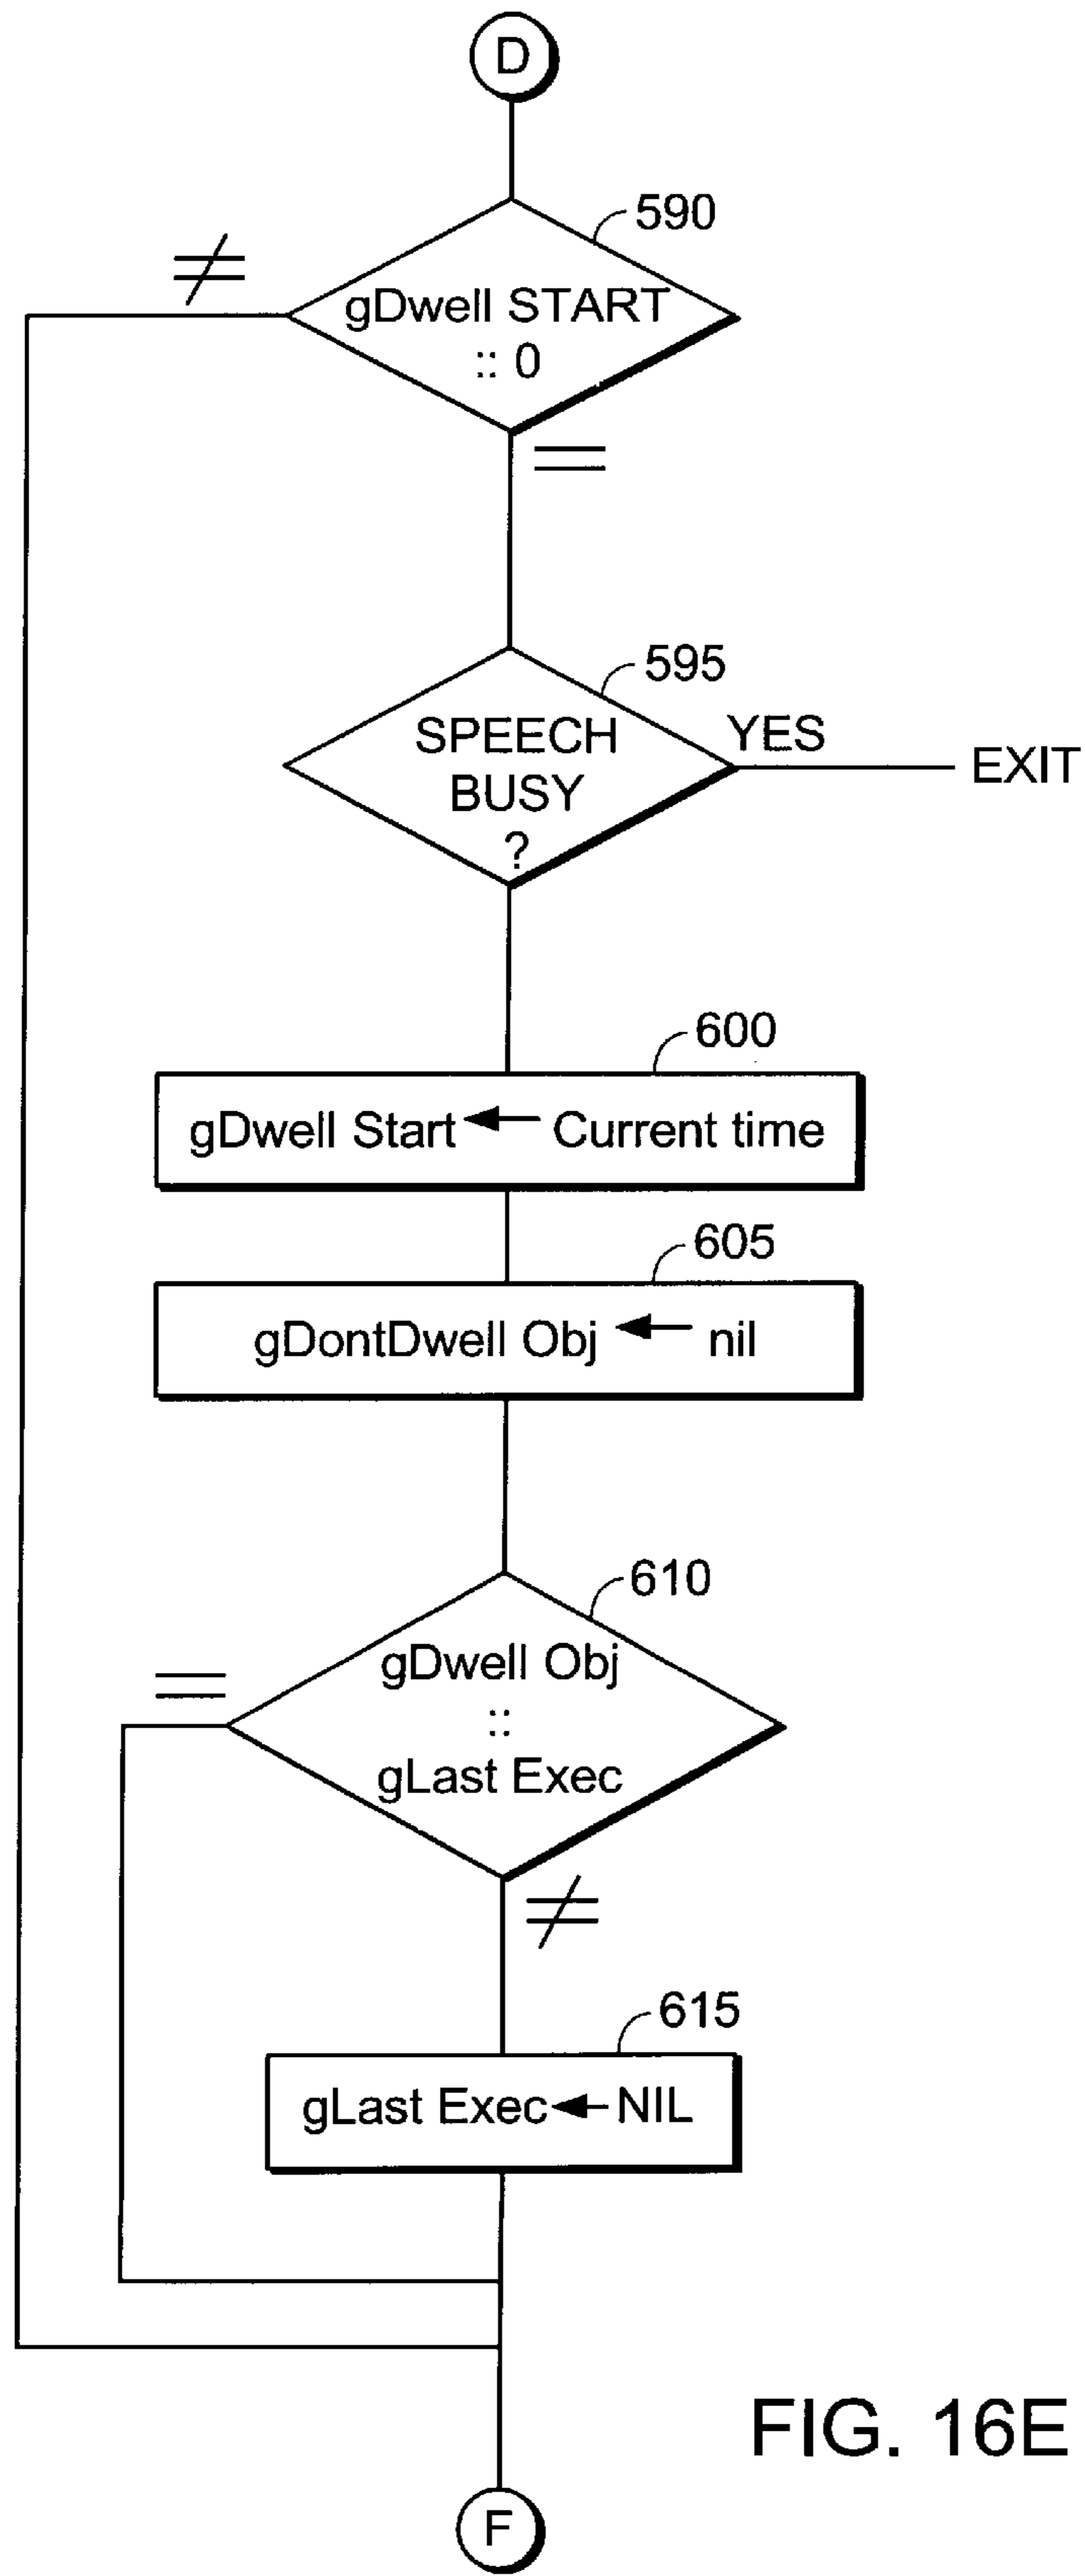 D
590
≠
gDwell START
:: 0
=
595
SPEECH
BUSY
?
YES
EXIT
600
gDwell Start ← Current time
605
gDontDwell Obj ← nil
610
=
gDwell Obj
::
gLast Exec
≠
615
gLast Exec ← NIL
FIG. 16E
F